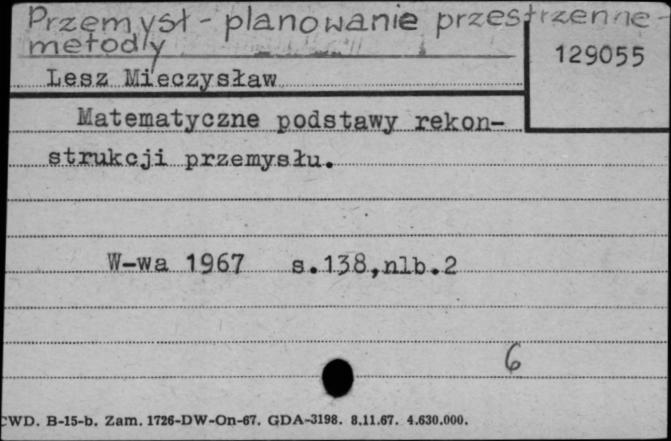 Przemysł - planowanie przestrzenne -
metody
129055
Lesz Mieczysław
Matematyczne podstawy rekon-
strukcji przemysłu.
W-wa 1967 s.138,nlb.2
6
CWD. B-15-b. Zam. 1726-DW-On-67. GDA-3198. 8.11.67. 4.630.000.